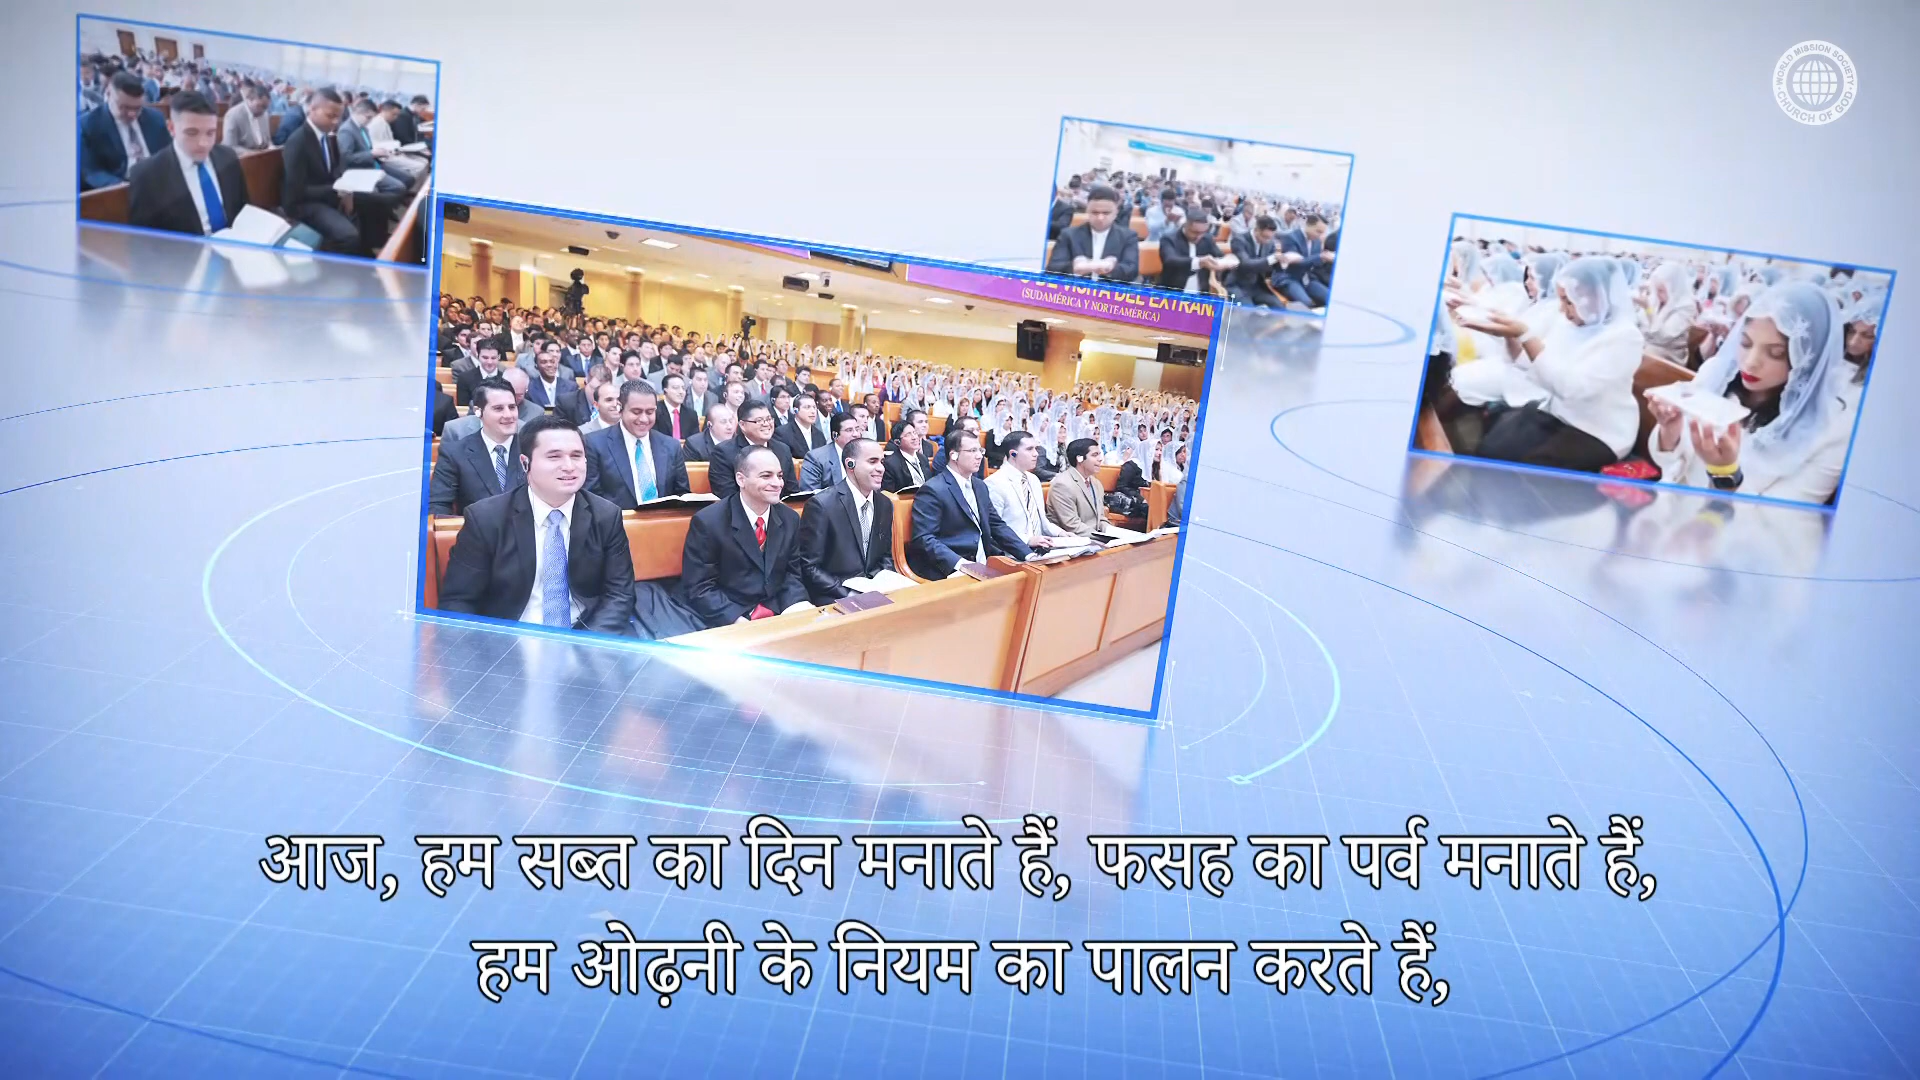 WORLD MISSION SOCIETY
CHURCH OF GOD
(SUDAMÉRICA Y NORTEAMÉRICA)
आज, हम सब्त का दिन मनाते हैं, फसह का पर्व मनाते हैं,
हम ओढ़नी के नियम का पालन करते हैं,